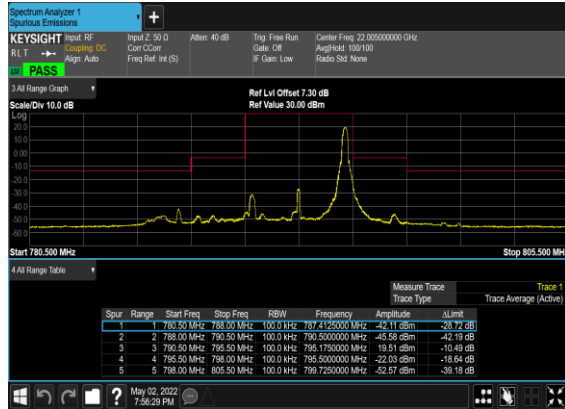 Spectrum Analyzer 1
Spurious Emissions
KEYSIGHT Input: RF Input Z: 50 Ω Atten: 40 dB Trig: Free Run Center Freq: 22.005000000 GHz
RLT Coupling: DC Corr CCorr Gate: Off Avg|Hold: 100/100
Align: Auto Freq Ref: Int (S) IF Gain: Low Radio Std: None
PASS
3 All Range Graph
Ref Lvl Offset 7.30 dB
Scale/Div 10.0 dB Ref Value 30.00 dBm
Log
20.0
10.0
0.00
-10.0
-20.0
-30.0
-40.0
-50.0
-60.0
Start 780.500 MHz Stop 805.500 MH
4 All Range Table
Measure Trace Trace 1
Trace Type Trace Average (Active)
Spur Range Start Freq Stop Freq RBW Frequency Amplitude ΔLimit
1 1 780.50 MHz 788.00 MHz 100.0 kHz 787.4125000 MHz -42.11 dBm -28.72 dB
2 2 788.00 MHz 790.50 MHz 100.0 kHz 790.5000000 MHz -45.58 dBm -42.19 dB
3 3 790.50 MHz 795.50 MHz 100.0 kHz 795.1750000 MHz 19.51 dBm -10.49 dB
4 4 795.50 MHz 798.00 MHz 100.0 kHz 795.5000000 MHz -22.03 dBm -18.64 dB
5 5 798.00 MHz 805.50 MHz 100.0 kHz 799.7250000 MHz -52.57 dBm -39.18 dB
May 02, 2022
7:56:29 PM